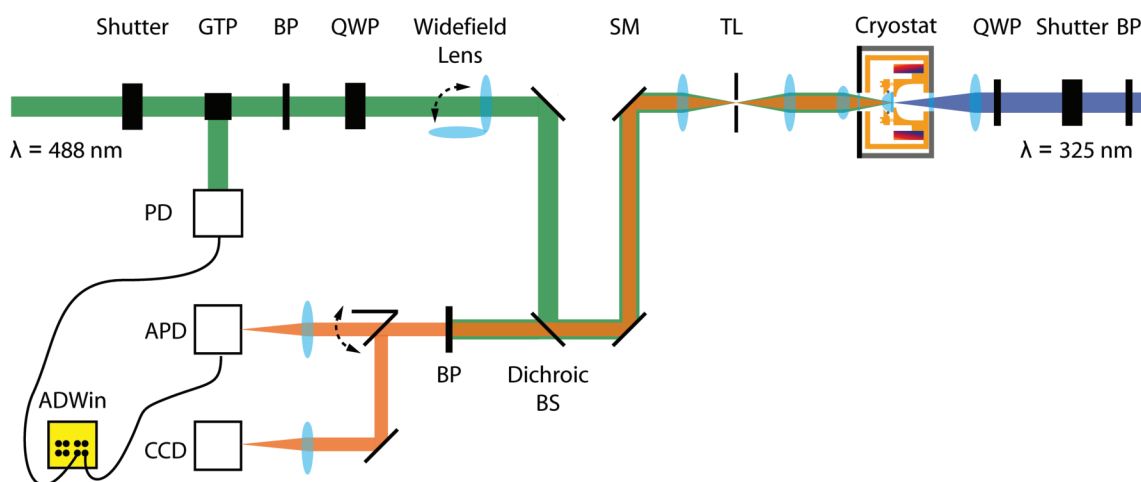 Shutter GTP BP QWP Widefield Lens SM TL Cryostat QWP Shutter BP
λ = 488 nm
λ = 325 nm
PD
APD
BP
Dichroic
BS
ADWin
CCD